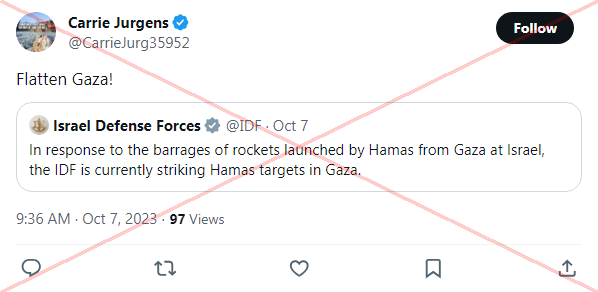 Carrie Jurgens
@CarrieJurg35952
Follow
Flatten Gaza!
Israel Defense Forces @IDF · Oct 7
In response to the barrages of rockets launched by Hamas from Gaza at Israel,
the IDF is currently striking Hamas targets in Gaza.
9:36 AM · Oct 7, 2023 · 97 Views